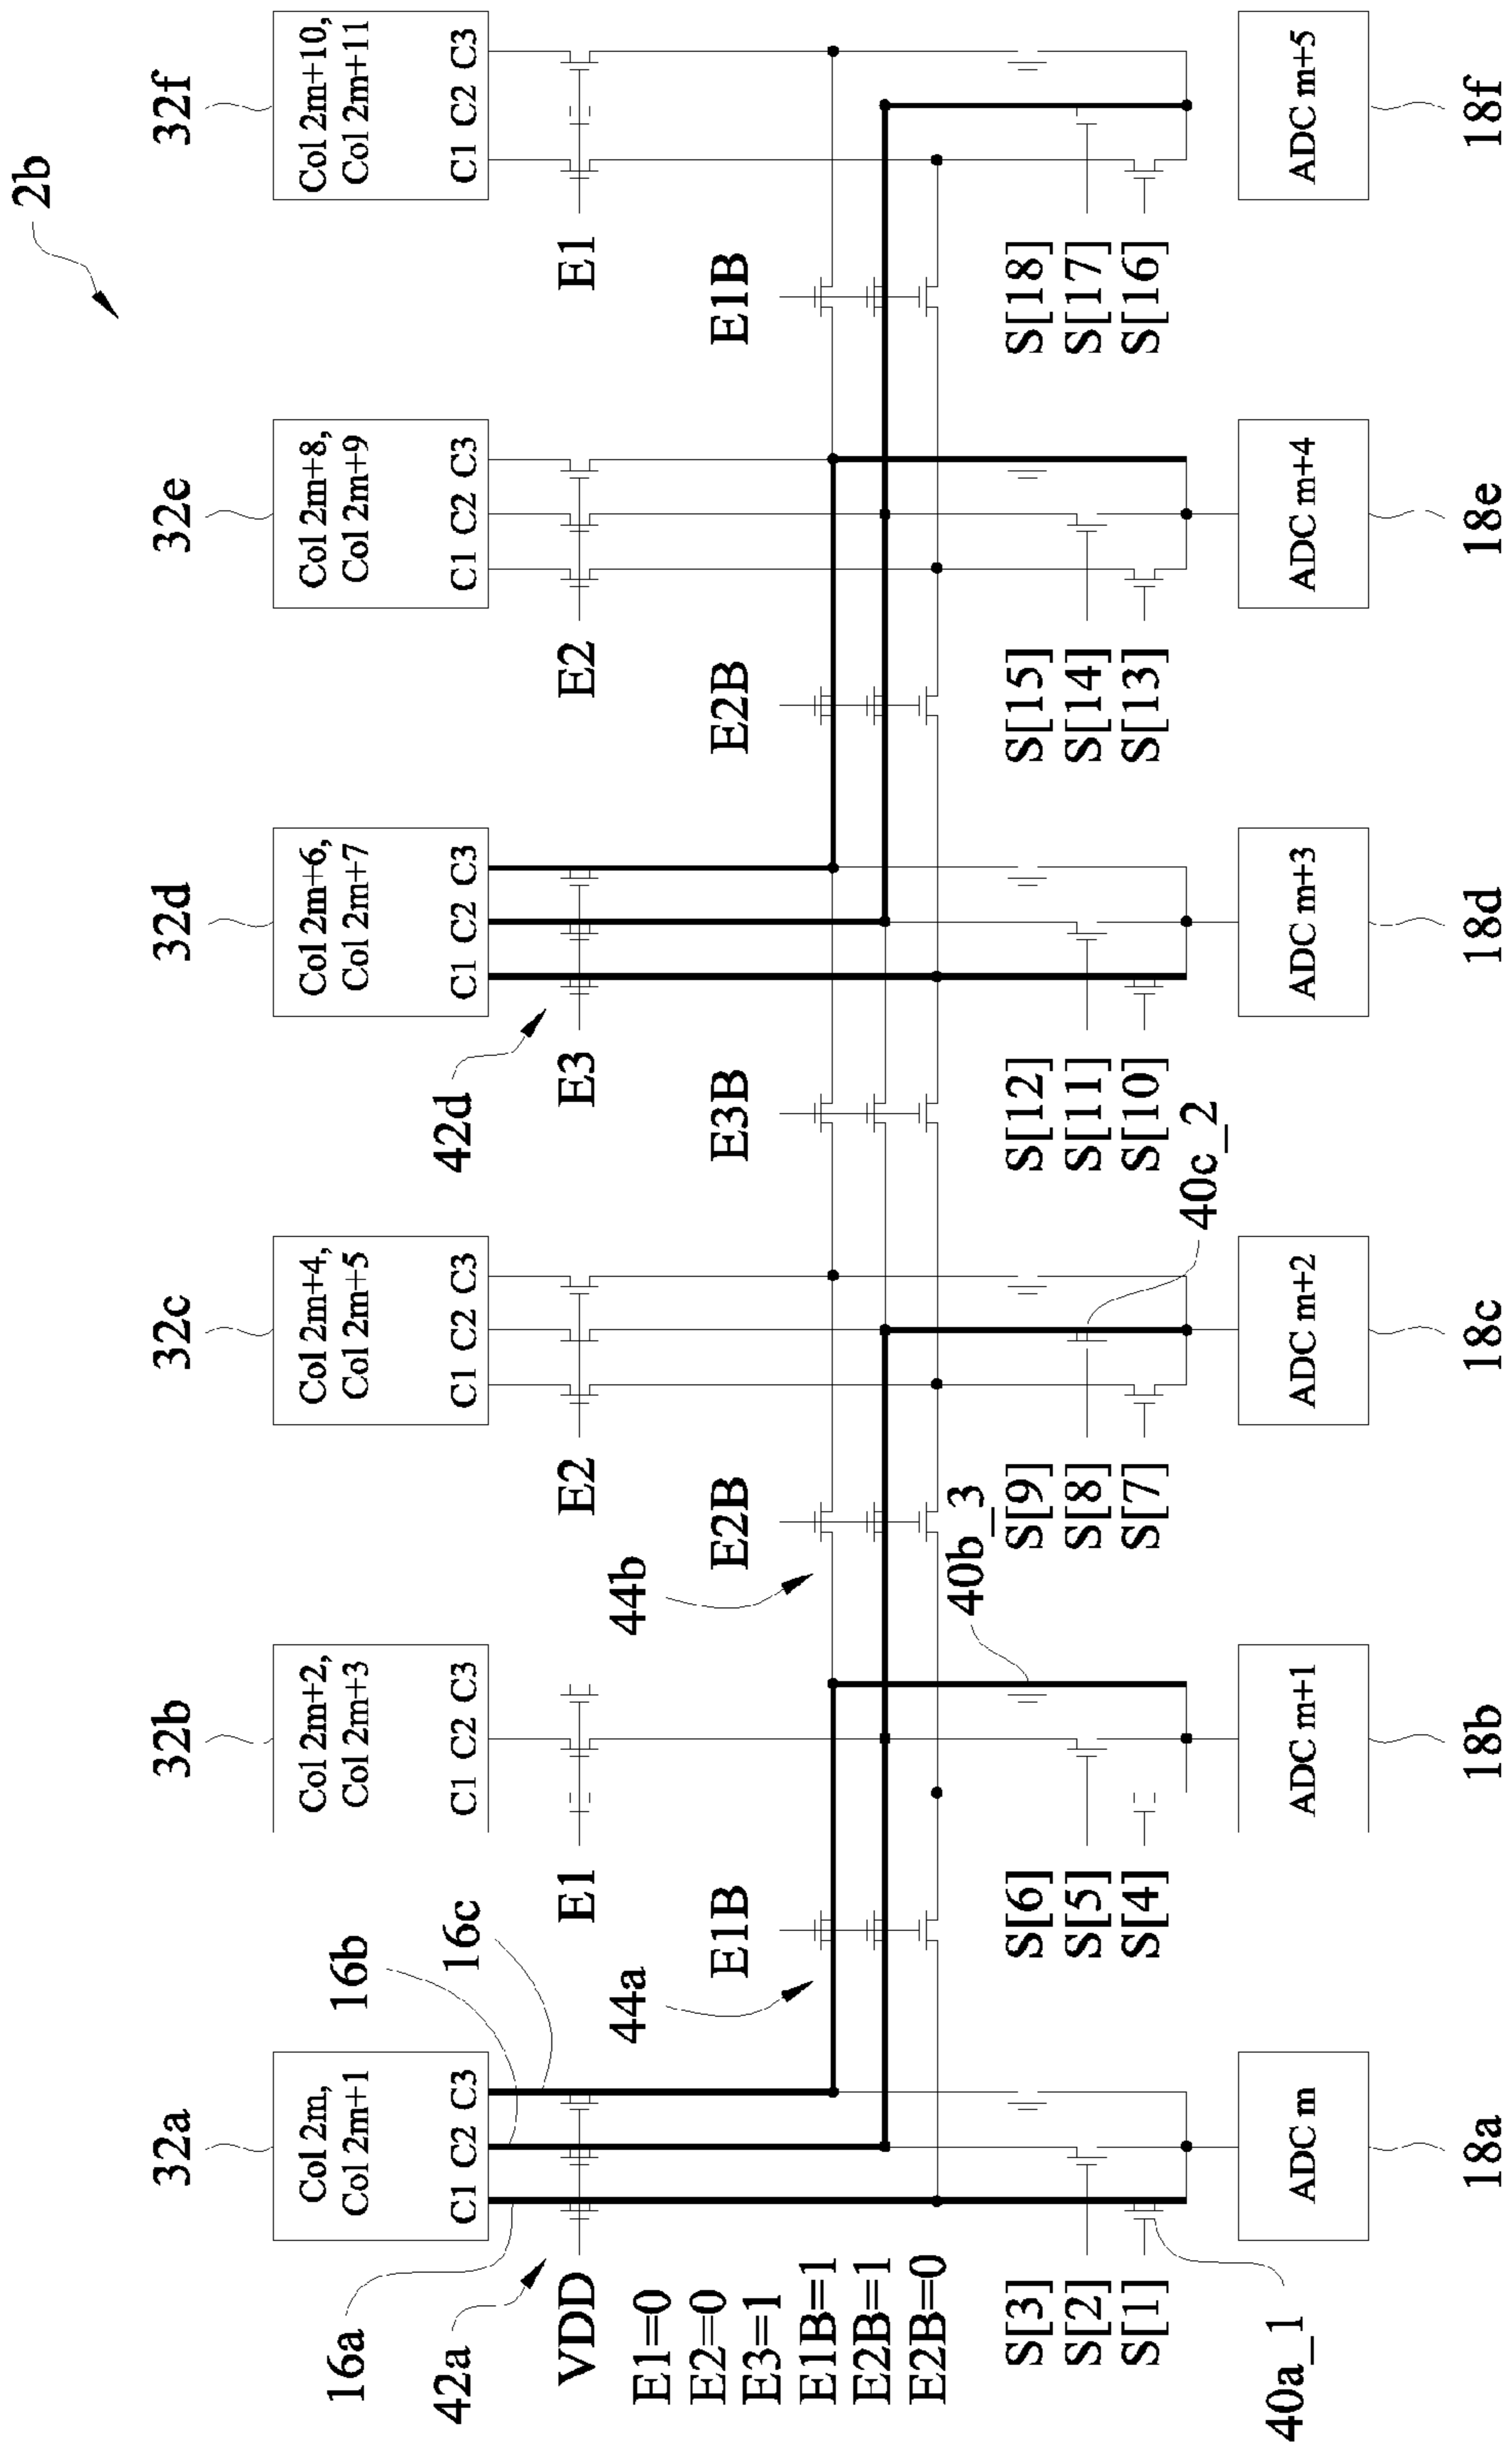 2b
32a
32b
32c
32d
32e
32f
Col 2m,
Col 2m+1
C1 C2 C3
Col 2m+2,
Col 2m+3
C1 C2 C3
Col 2m+4,
Col 2m+5
C1 C2 C3
Col 2m+6,
Col 2m+7
C1 C2 C3
Col 2m+8,
Col 2m+9
C1 C2 C3
Col 2m+10,
Col 2m+11
C1 C2 C3
16a
16b
16c
42a
42d
VDD
E1
E2
E3
E2
E1
44a
44b
E1=0
E2=0
E3=1
E1B=1
E2B=1
E2B=0
E1B
E2B
E3B
E2B
E1B
40b_3
S[3]
S[2]
S[1]
S[6]
S[5]
S[4]
S[9]
S[8]
S[7]
S[12]
S[11]
S[10]
S[15]
S[14]
S[13]
S[18]
S[17]
S[16]
40a_1
40c_2
ADC m
ADC m+1
ADC m+2
ADC m+3
ADC m+4
ADC m+5
18a
18b
18c
18d
18e
18f